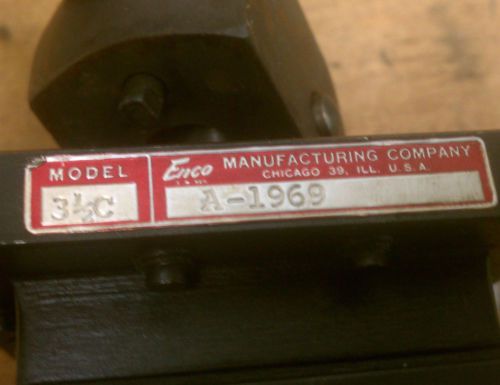 MODEL
3½C
Enco MANUFACTURING COMPANY
CHICAGO 39, ILL. U.S.A.
A-1969